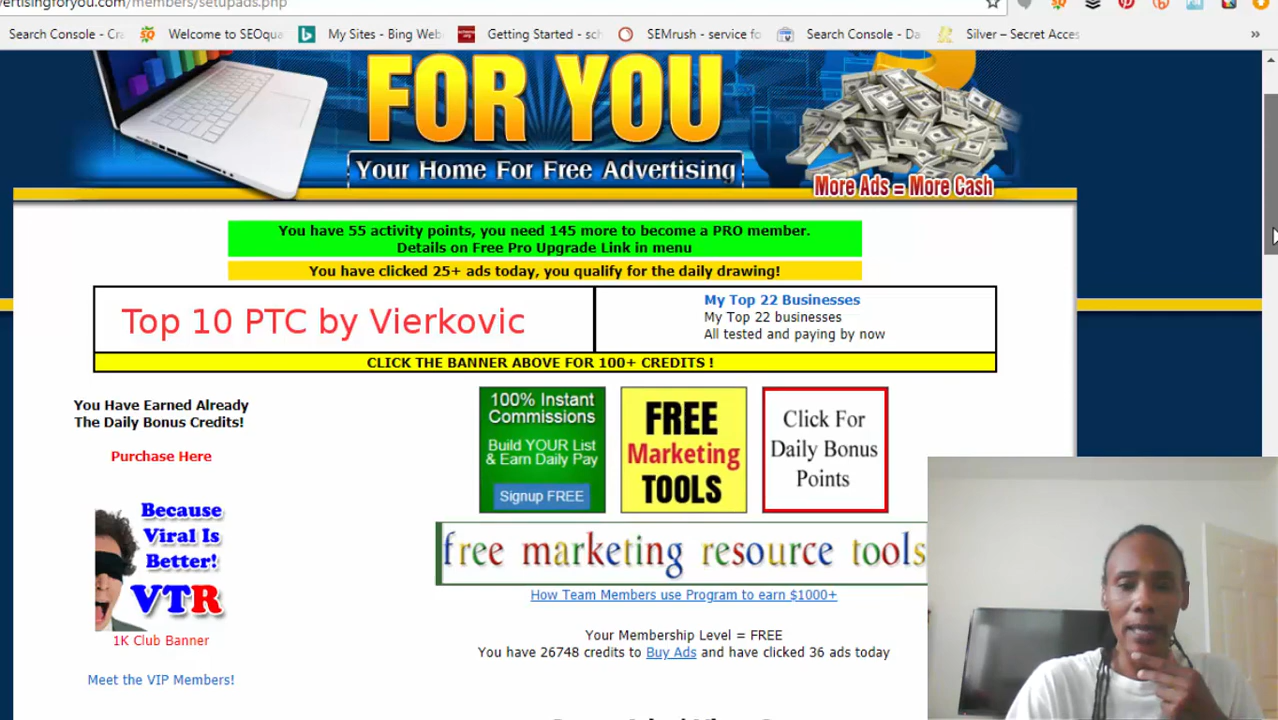 vertisingforyou.com/members/setupads.php
Search Console - Cra
Welcome to SEOqua
My Sites - Bing Web
Getting Started - sch
SEMrush - service fo
Search Console - Da
Silver – Secret Acces
FOR YOU
Your Home For Free Advertising
More Ads = More Cash
You have 55 activity points, you need 145 more to become a PRO member.
Details on Free Pro Upgrade Link in menu
You have clicked 25+ ads today, you qualify for the daily drawing!
Top 10 PTC by Vierkovic
My Top 22 Businesses
My Top 22 businesses
All tested and paying by now
CLICK THE BANNER ABOVE FOR 100+ CREDITS !
You Have Earned Already
The Daily Bonus Credits!
Purchase Here
Because
Viral Is
Better!
VTR
1K Club Banner
Meet the VIP Members!
100% Instant
Commissions
Build YOUR List
& Earn Daily Pay
Signup FREE
FREE
Marketing
TOOLS
Click For
Daily Bonus
Points
free marketing resource tools
How Team Members use Program to earn $1000+
Your Membership Level = FREE
You have 26748 credits to Buy Ads and have clicked 36 ads today